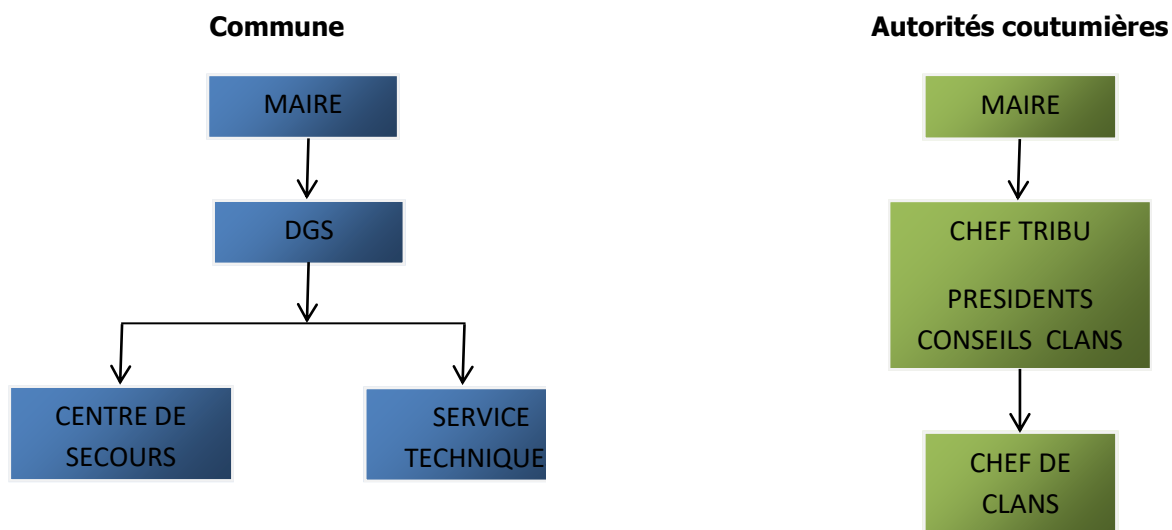 Commune
MAIRE
DGS
CENTRE DE
SECOURS
SERVICE
TECHNIQUE
Autorités coutumières
MAIRE
CHEF TRIBU
PRESIDENTS
CONSEILS CLANS
CHEF DE
CLANS